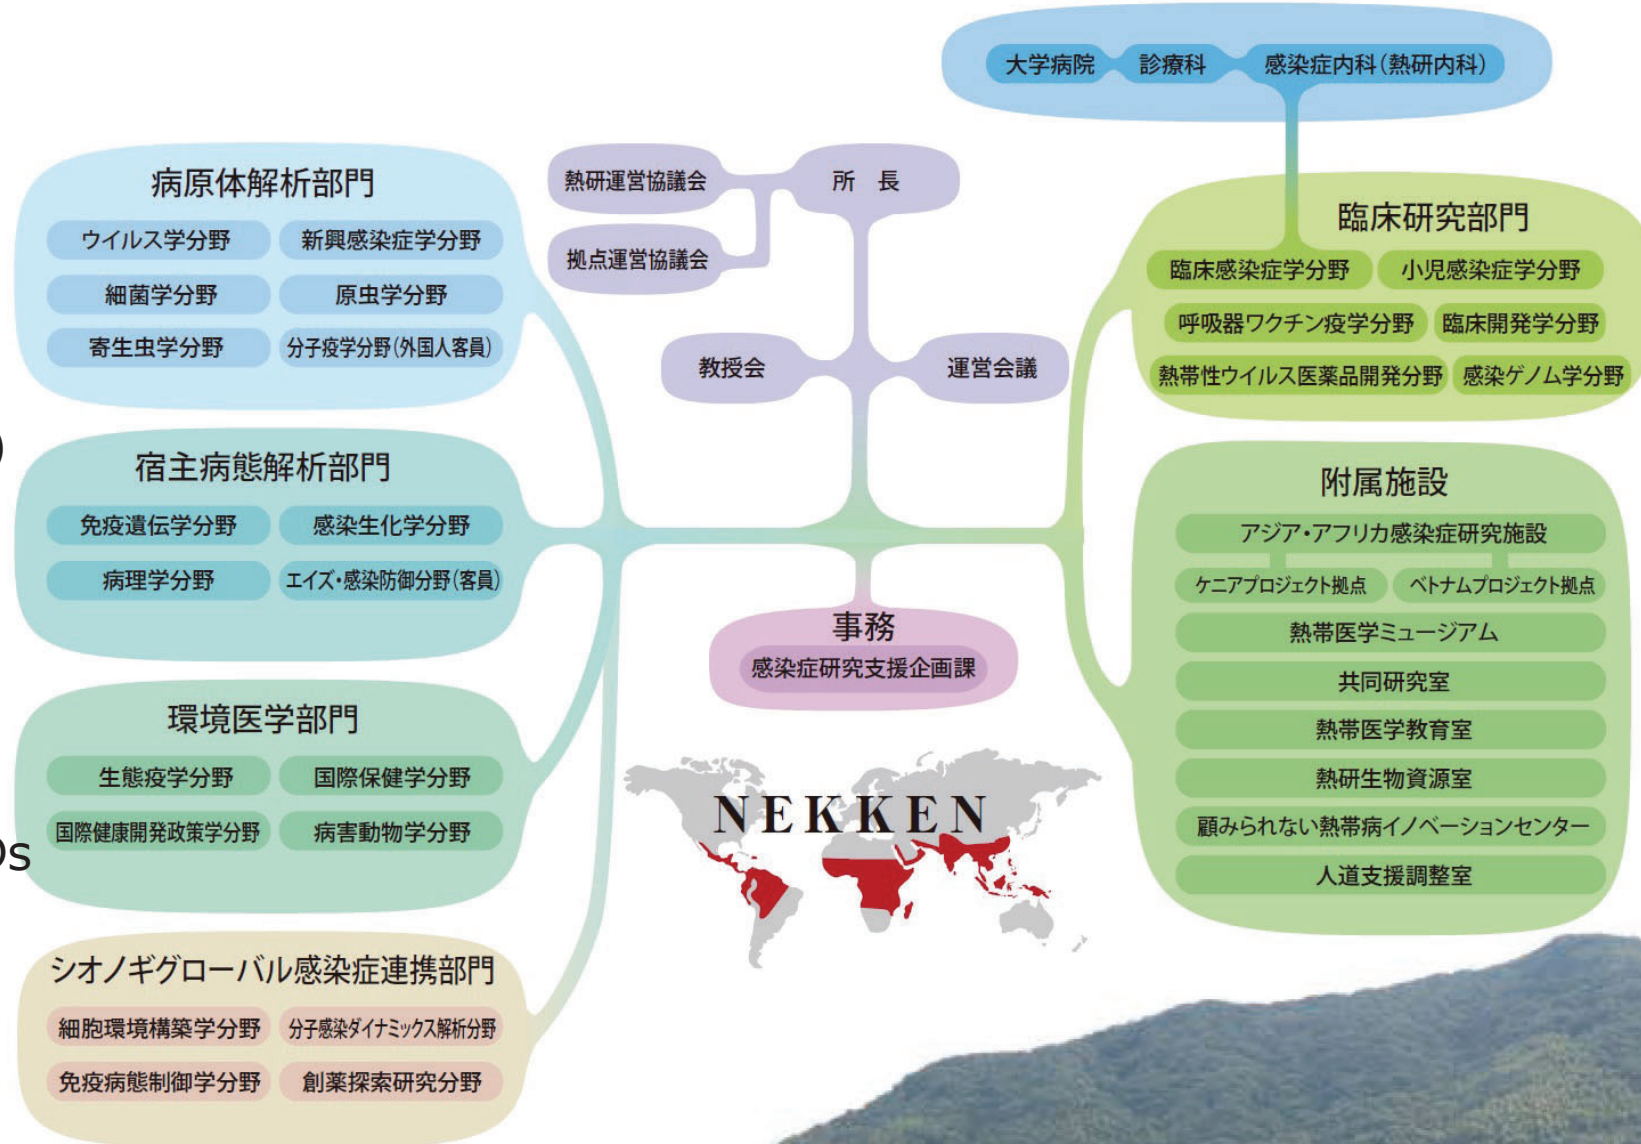 大学病院 診療科 感染症内科(熱研内科)
熱研運営協議会 所 長
拠点運営協議会
教授会 運営会議
病原体解析部門
ウイルス学分野 新興感染症学分野
細菌学分野 原虫学分野
寄生虫学分野 分子疫学分野(外国人客員)
)
宿主病態解析部門
免疫遺伝学分野 感染生化学分野
病理学分野 エイズ・感染防御分野(客員)
環境医学部門
生態疫学分野 国際保健学分野
国際健康開発政策学分野 病害動物学分野
s
シオノギグローバル感染症連携部門
細胞環境構築学分野 分子感染ダイナミックス解析分野
免疫病態制御学分野 創薬探索研究分野
事務
感染症研究支援企画課
NEKKEN
臨床研究部門
臨床感染症学分野 小児感染症学分野
呼吸器ワクチン疫学分野 臨床開発学分野
熱帯性ウイルス医薬品開発分野 感染ゲノム学分野
附属施設
アジア・アフリカ感染症研究施設
ケニアプロジェクト拠点 ベトナムプロジェクト拠点
熱帯医学ミュージアム
共同研究室
熱帯医学教育室
熱研生物資源室
顧みられない熱帯病イノベーションセンター
人道支援調整室